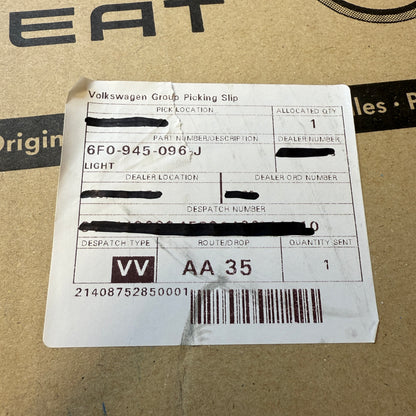 EAT
Origin
les • P
Volkswagen Group Picking Slip
PICK LOCATION ALLOCATED QTY
1
PART NUMBER/DESCRIPTION DEALER NUMBER
6F0-945-096-J
LIGHT
DEALER LOCATION DEALER ORD NUMBER
DESPATCH NUMBER
DESPATCH TYPE ROUTE/DROP QUANTITY SENT
VV AA 35 1
21408752850001